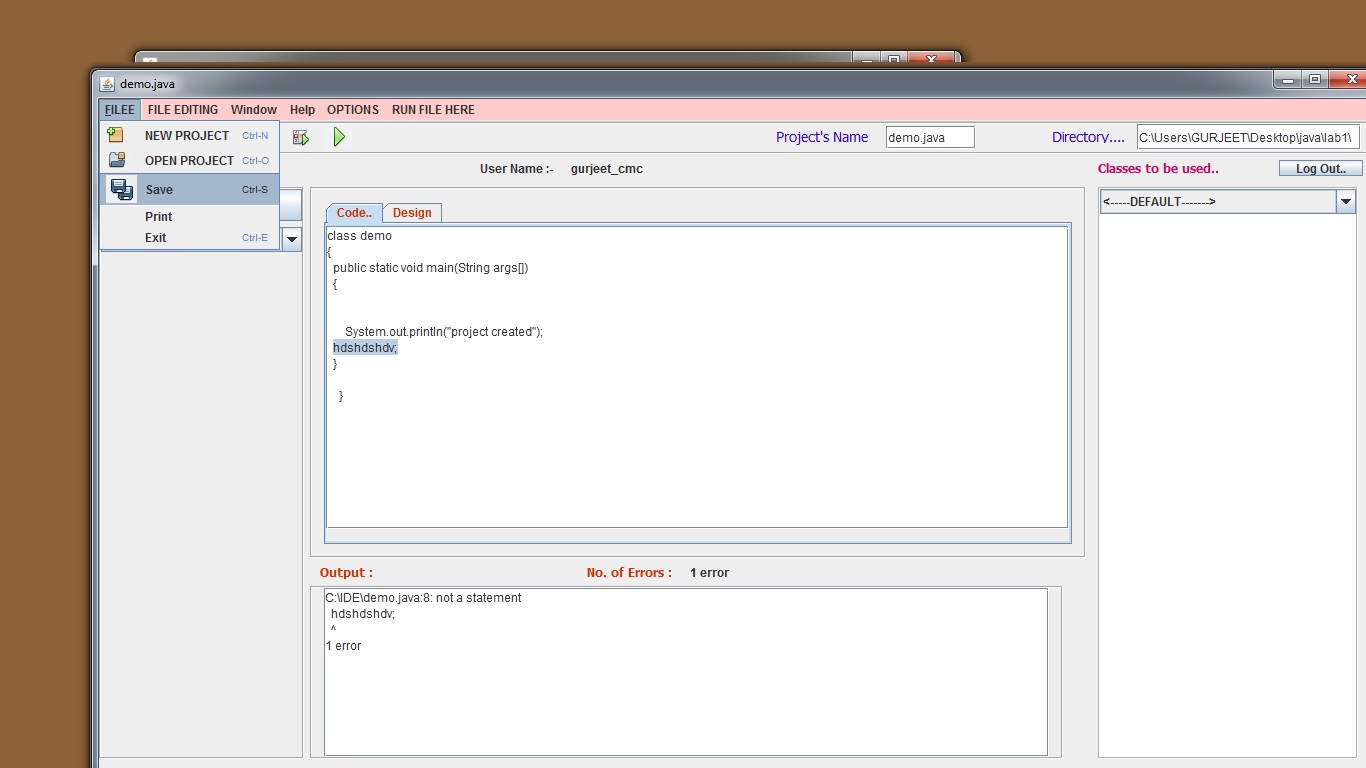 demo.java
FILEE FILE EDITING Window Help OPTIONS RUN FILE HERE
NEW PROJECT Ctrl-N
OPEN PROJECT Ctrl-O
Save Ctrl-S
Print
Exit Ctrl-E
Project's Name demo.java Directory.... C:\Users\GURJEET\Desktop\java\lab1\
User Name :- gurjeet_cmc
Classes to be used.. Log Out..
<-----DEFAULT------->
Code.. Design
class demo
{
public static void main(String args[])
{
System.out.println("project created");
hdshdshdv;
}
}
Output : No. of Errors : 1 error
C:\IDE\demo.java:8: not a statement
hdshdshdv;
^
1 error